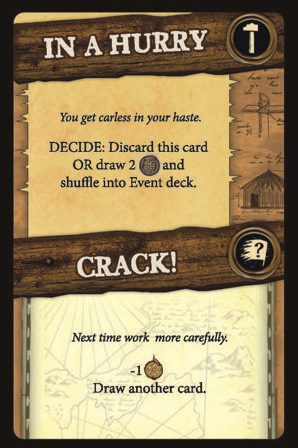 IN A HURRY
You get carless in your haste.
DECIDE: Discard this card
OR draw 2 and
shuffle into Event deck.
?
CRACK!
Next time work more carefully.
-1
Draw another card.